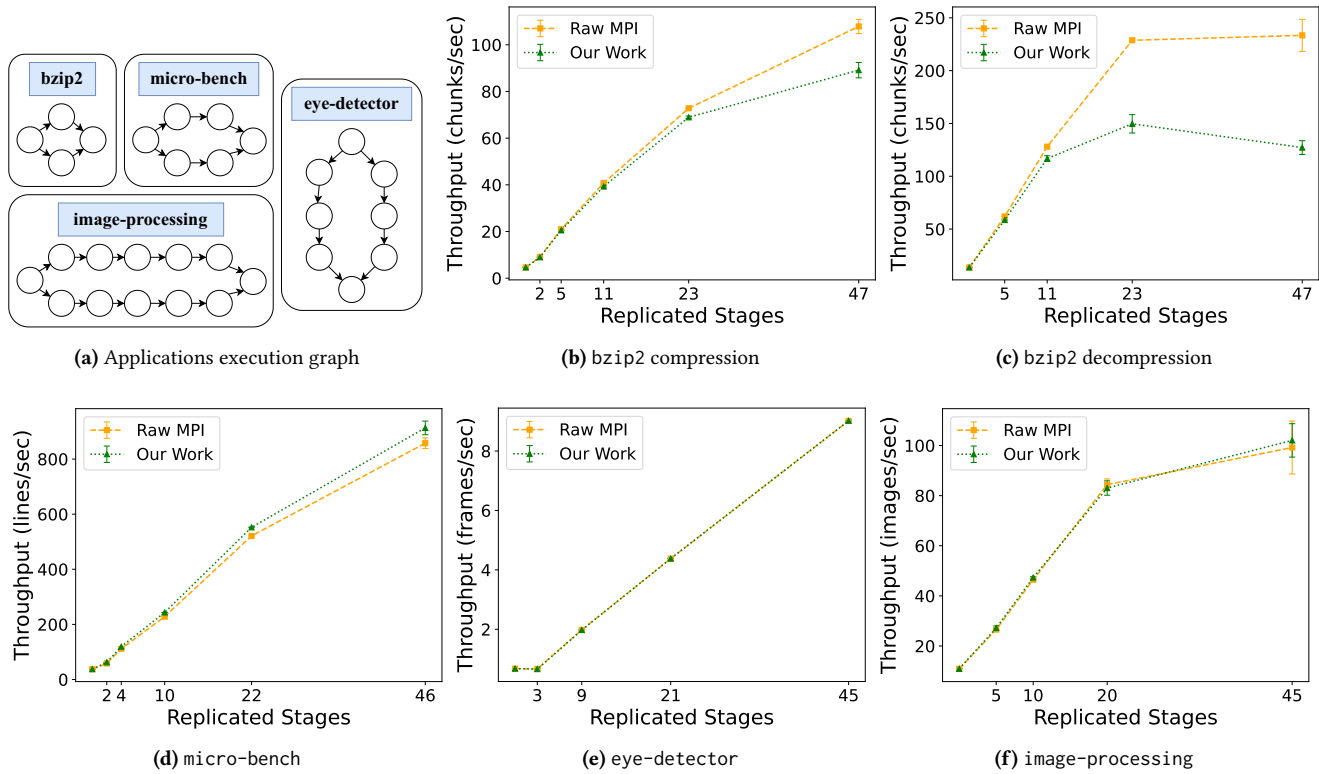 bzip2
micro-bench
eye-detector
image-processing
(a) Applications execution graph
Throughput (chunks/sec)
100
80
60
40
20
0
Raw MPI
Our Work
2 5 11 23 47
Replicated Stages
(b) bzip2 compression
Throughput (chunks/sec)
250
200
150
100
50
Raw MPI
Our Work
5 11 23 47
Replicated Stages
(c) bzip2 decompression
Throughput (lines/sec)
800
600
400
200
0
Raw MPI
Our Work
2 4 10 22 46
Replicated Stages
(d) micro-bench
Throughput (frames/sec)
8
6
4
2
Raw MPI
Our Work
3 9 21 45
Replicated Stages
(e) eye-detector
Throughput (images/sec)
100
80
60
40
20
Raw MPI
Our Work
5 10 20 45
Replicated Stages
(f) image-processing